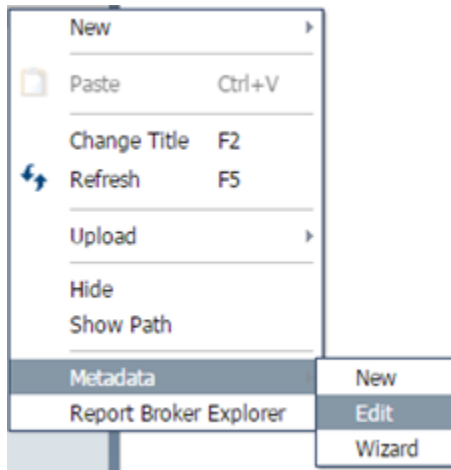 New
Paste Ctrl+V
Change Title F2
Refresh F5
Upload
Hide
Show Path
Metadata
Report Broker Explorer
New
Edit
Wizard